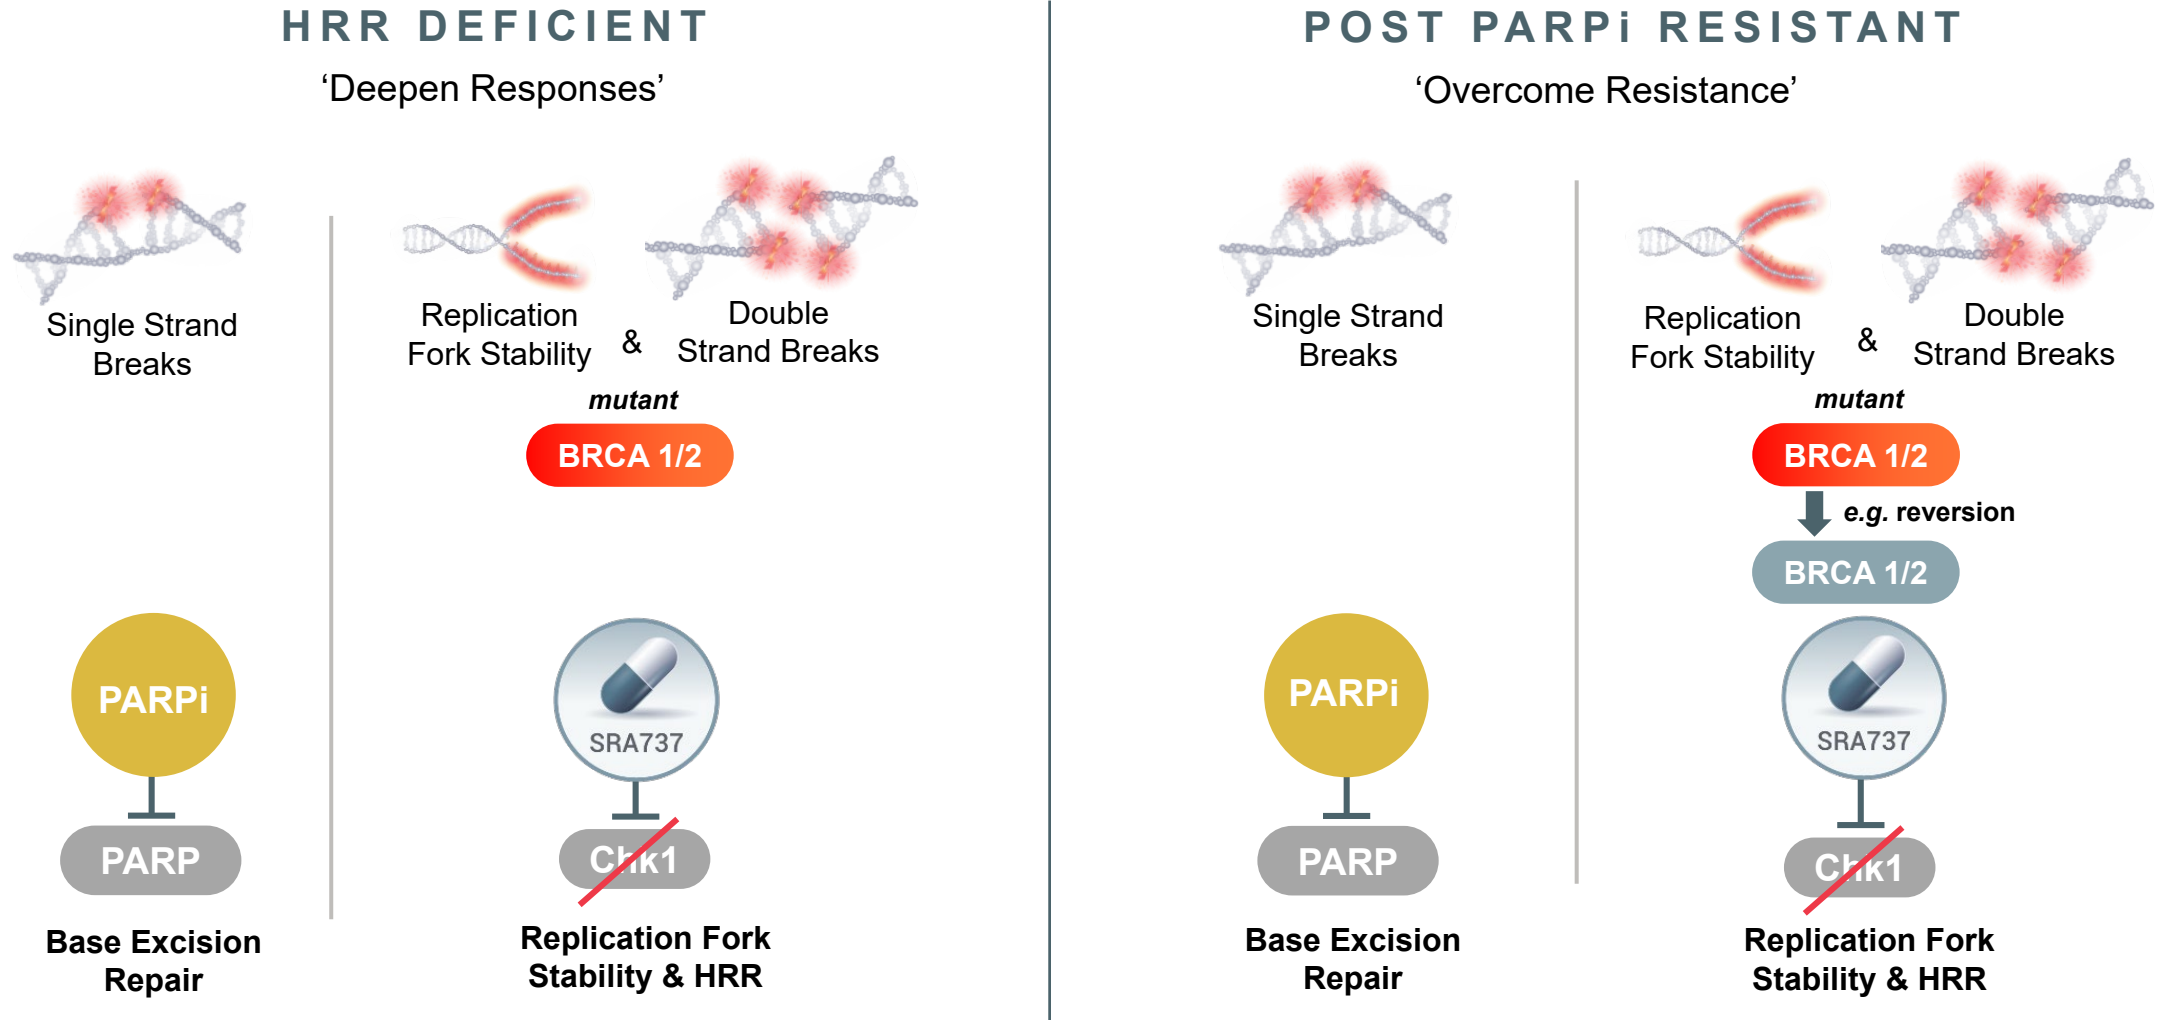 HRR DEFICIENT
'Deepen Responses'
Single Strand
Breaks
Replication
Fork Stability
&
Double
Strand Breaks
mutant
BRCA 1/2
PARPi
PARP
Base Excision
Repair
SRA737
Chk1
Replication Fork
Stability & HRR
POST PARPi RESISTANT
'Overcome Resistance'
Single Strand
Breaks
Replication
Fork Stability
&
Double
Strand Breaks
mutant
BRCA 1/2
e.g. reversion
BRCA 1/2
PARPi
PARP
Base Excision
Repair
SRA737
Chk1
Replication Fork
Stability & HRR